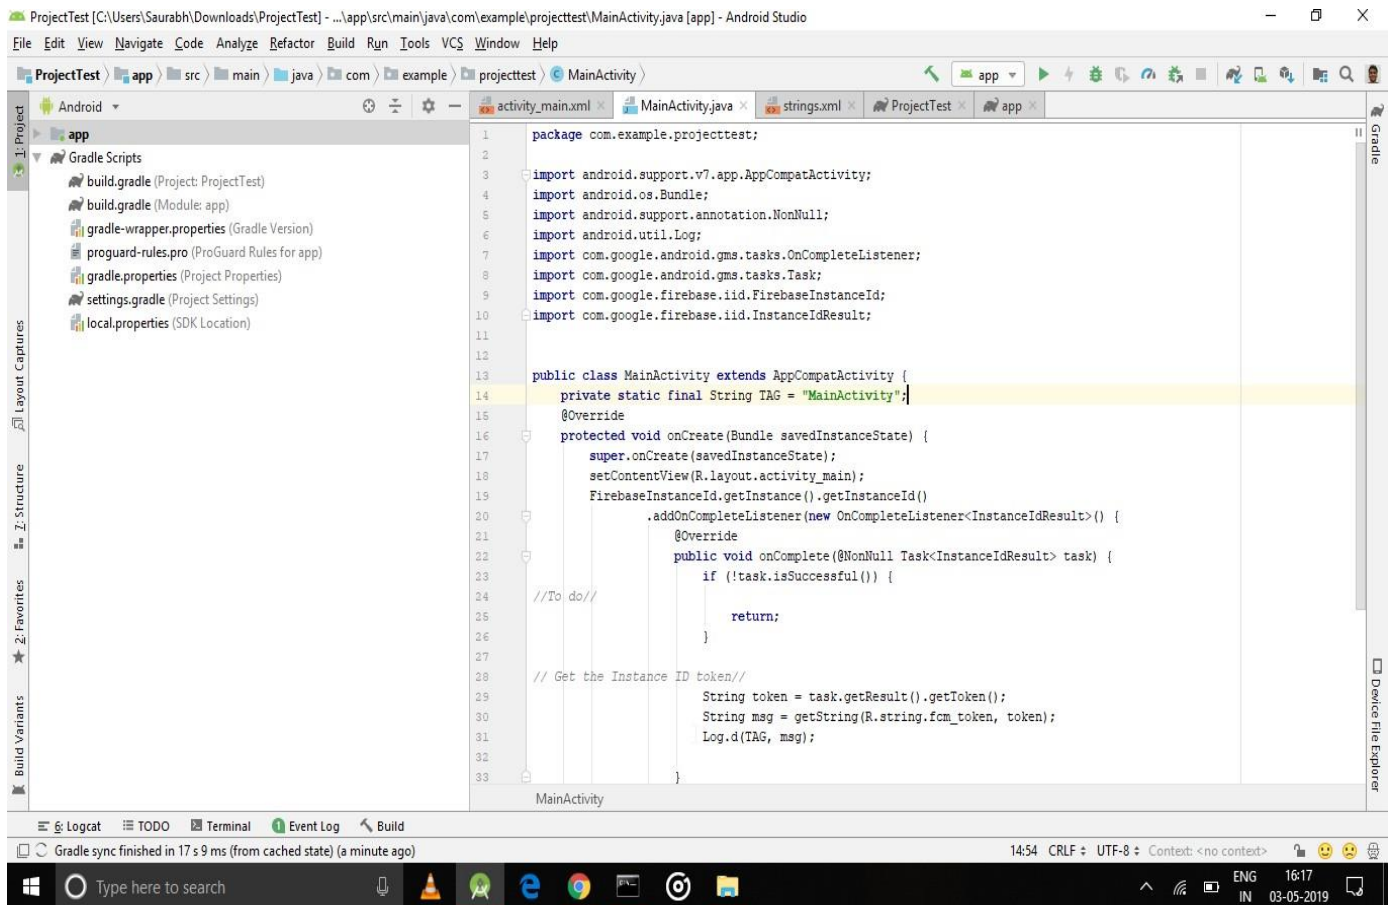 ProjectTest [C:\Users\Saurabh\Downloads\ProjectTest] - ...\app\src\main\java\com\example\projecttest\MainActivity.java [app] - Android Studio
File Edit View Navigate Code Analyze Refactor Build Run Tools VCS Window Help
ProjectTest app src main java com example projecttest MainActivity
app
Android
activity_main.xml MainActivity.java strings.xml ProjectTest app
1: Project
app
Gradle Scripts
build.gradle (Project: ProjectTest)
build.gradle (Module: app)
gradle-wrapper.properties (Gradle Version)
proguard-rules.pro (ProGuard Rules for app)
gradle.properties (Project Properties)
settings.gradle (Project Settings)
local.properties (SDK Location)
Layout Captures
7: Structure
2: Favorites
Build Variants
1 package com.example.projecttest;
2
3 import android.support.v7.app.AppCompatActivity;
4 import android.os.Bundle;
5 import android.support.annotation.NonNull;
6 import android.util.Log;
7 import com.google.android.gms.tasks.OnCompleteListener;
8 import com.google.android.gms.tasks.Task;
9 import com.google.firebase.iid.FirebaseInstanceId;
10 import com.google.firebase.iid.InstanceIdResult;
11
12
13 public class MainActivity extends AppCompatActivity {
14 private static final String TAG = "MainActivity";
15 @Override
16 protected void onCreate(Bundle savedInstanceState) {
17 super.onCreate(savedInstanceState);
18 setContentView(R.layout.activity_main);
19 FirebaseInstanceId.getInstance().getInstanceId()
20 .addOnCompleteListener(new OnCompleteListener<InstanceIdResult>() {
21 @Override
22 public void onComplete(@NonNull Task<InstanceIdResult> task) {
23 if (!task.isSuccessful()) {
24 //To do//
25 return;
26 }
27
28 // Get the Instance ID token//
29 String token = task.getResult().getToken();
30 String msg = getString(R.string.fcm_token, token);
31 Log.d(TAG, msg);
32
33 }
MainActivity
Gradle
Device File Explorer
6: Logcat TODO Terminal 1 Event Log Build
Gradle sync finished in 17 s 9 ms (from cached state) (a minute ago)
14:54 CRLF UTF-8 Context: <no context>
Type here to search
ENG 16:17
IN 03-05-2019